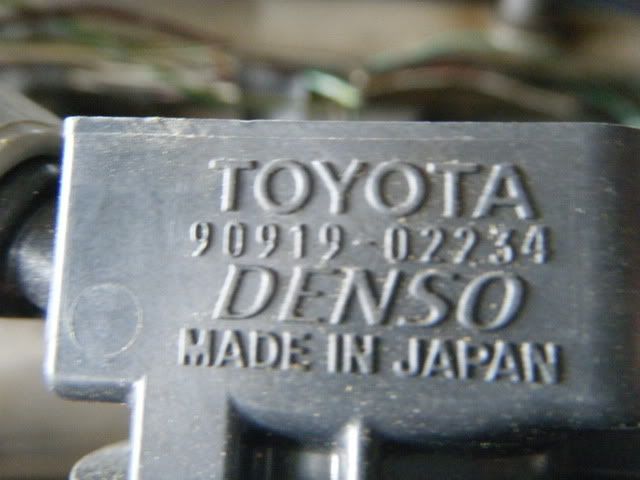 TOYOTA
90919-02234
DENSO
MADE IN JAPAN